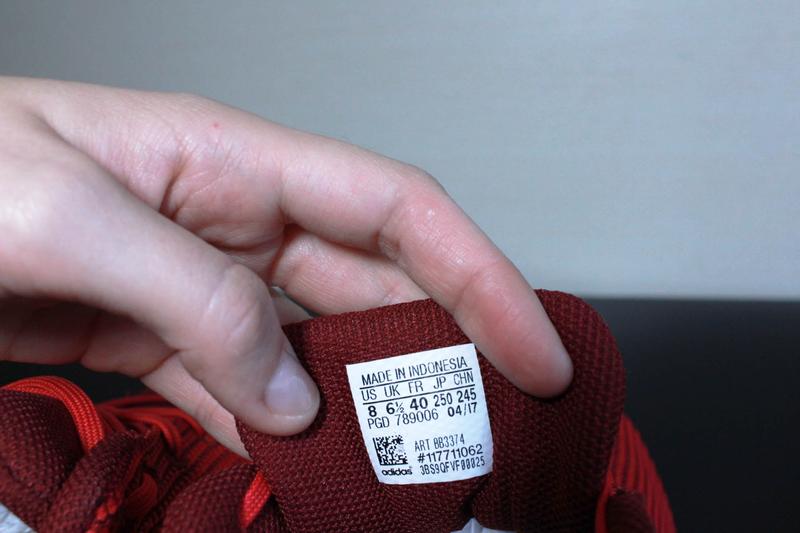 MADE IN INDONESIA
US UK FR JP CHN
8 6½ 40 250 245
PGD 789006 04/17
ART BB3374
#117711062
adidas 3BS9QFVF00025